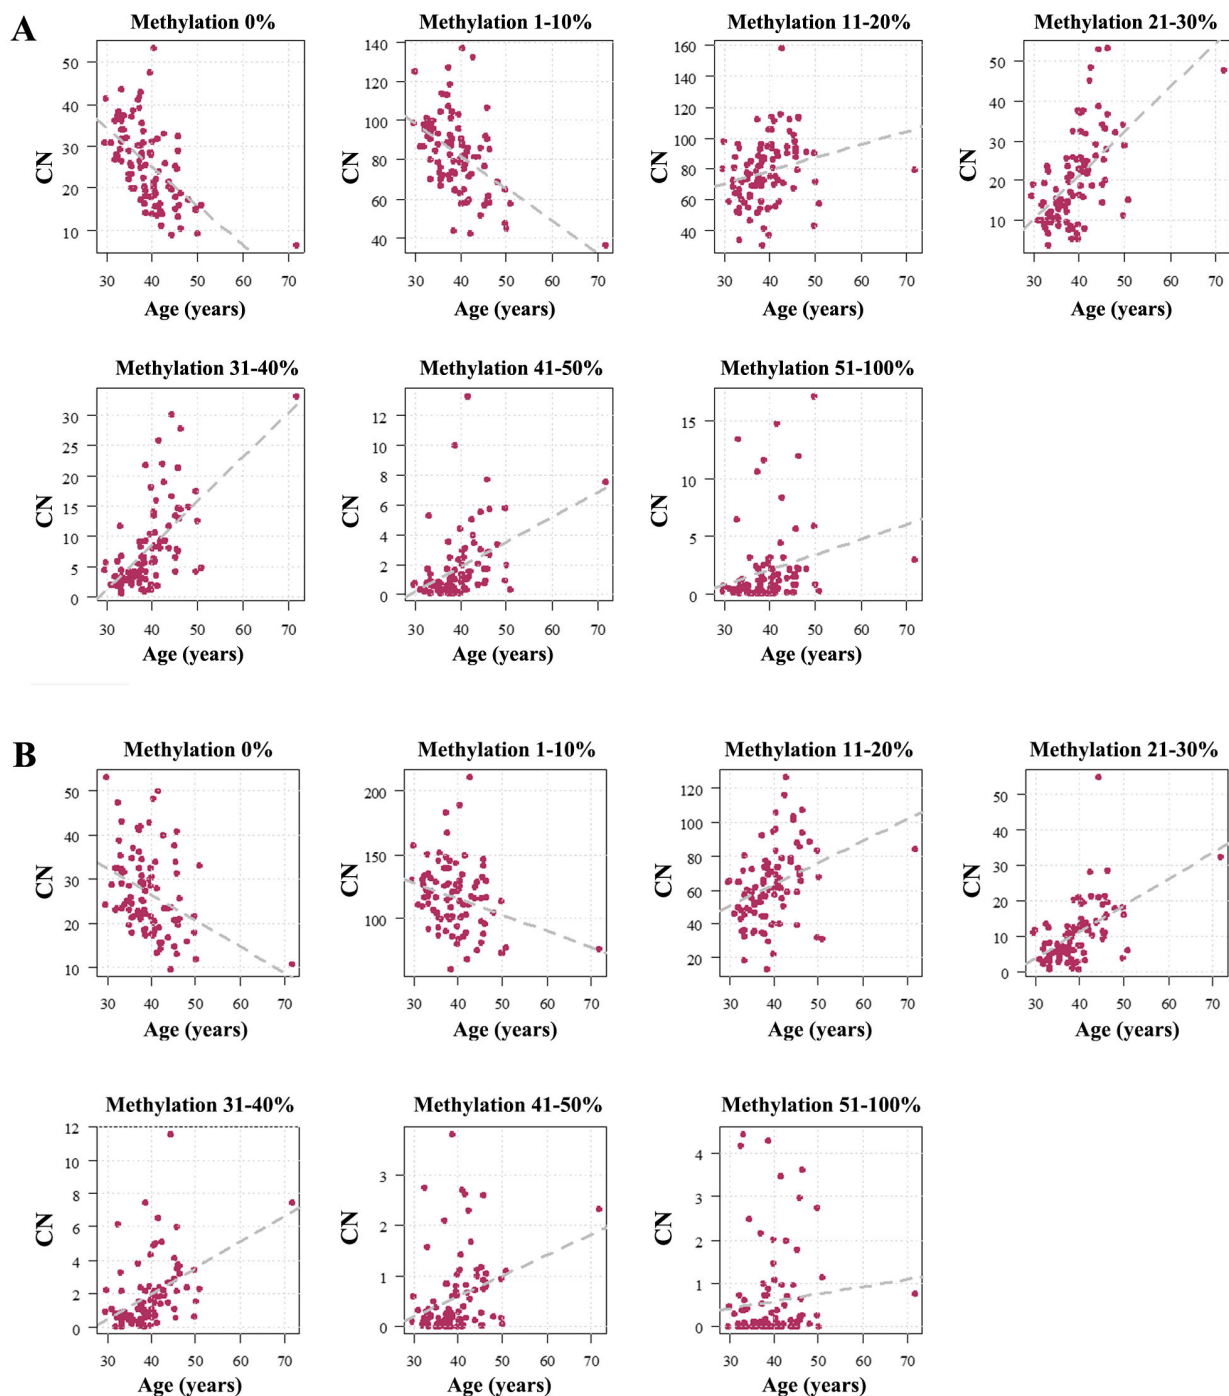 A
Methylation 0%
50
40
30
20
10
CN
30 40 50 60 70
Age (years)
Methylation 1-10%
140
120
100
80
60
40
CN
30 40 50 60 70
Age (years)
Methylation 11-20%
160
140
120
100
80
60
40
CN
30 40 50 60 70
Age (years)
Methylation 21-30%
50
40
30
20
10
CN
30 40 50 60 70
Age (years)
Methylation 31-40%
30
25
20
15
10
5
0
CN
30 40 50 60 70
Age (years)
Methylation 41-50%
12
10
8
6
4
2
0
CN
30 40 50 60 70
Age (years)
Methylation 51-100%
15
10
5
0
CN
30 40 50 60 70
Age (years)
B
Methylation 0%
50
40
30
20
10
CN
30 40 50 60 70
Age (years)
Methylation 1-10%
200
150
100
CN
30 40 50 60 70
Age (years)
Methylation 11-20%
120
100
80
60
40
20
CN
30 40 50 60 70
Age (years)
Methylation 21-30%
50
40
30
20
10
0
CN
30 40 50 60 70
Age (years)
Methylation 31-40%
12
10
8
6
4
2
0
CN
30 40 50 60 70
Age (years)
Methylation 41-50%
3
2
1
0
CN
30 40 50 60 70
Age (years)
Methylation 51-100%
4
3
2
1
0
CN
30 40 50 60 70
Age (years)